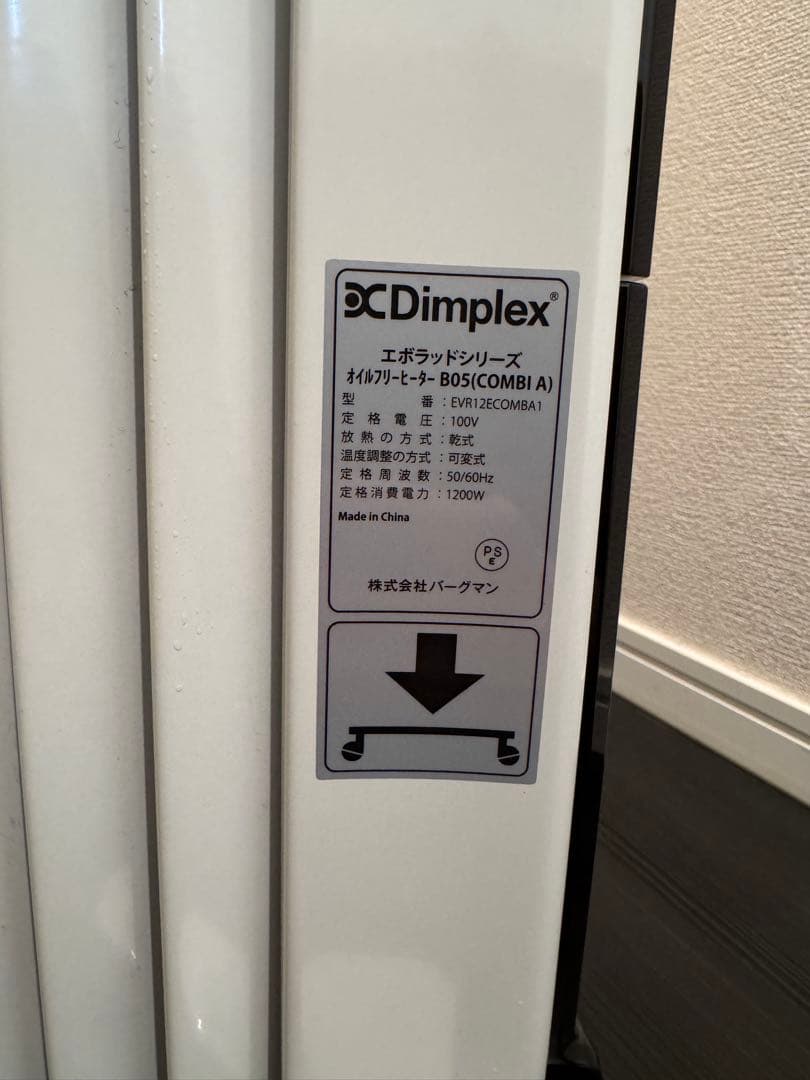 Dimplex®
エボラッドシリーズ
オイルフリーヒーター B05(COMBI A)
型番:EVR12ECOMBA1
定格電圧:100V
放熱の方式:乾式
温度調整の方式:可変式
定格周波数:50/60Hz
定格消費電力:1200W
Made in China
PS
E
株式会社バーグマン